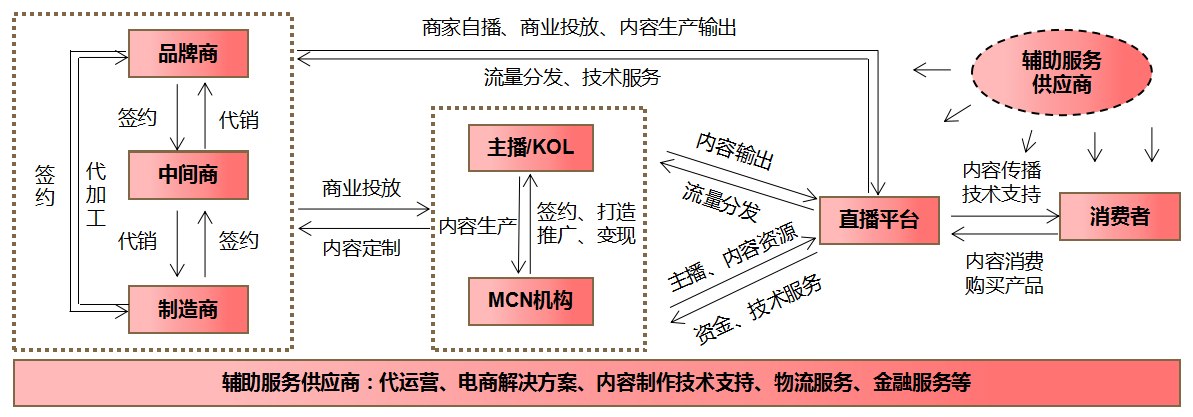 商家自播、商业投放、内容生产输出
流量分发、技术服务
品牌商
签约
代销
签约
代加工
中间商
代销
签约
制造商
商业投放
内容定制
主播/KOL
内容生产
签约、打造
推广、变现
MCN机构
内容输出
流量分发
主播、内容资源
资金、技术服务
直播平台
辅助服务
供应商
内容传播
技术支持
消费者
内容消费
购买产品
辅助服务供应商：代运营、电商解决方案、内容制作技术支持、物流服务、金融服务等